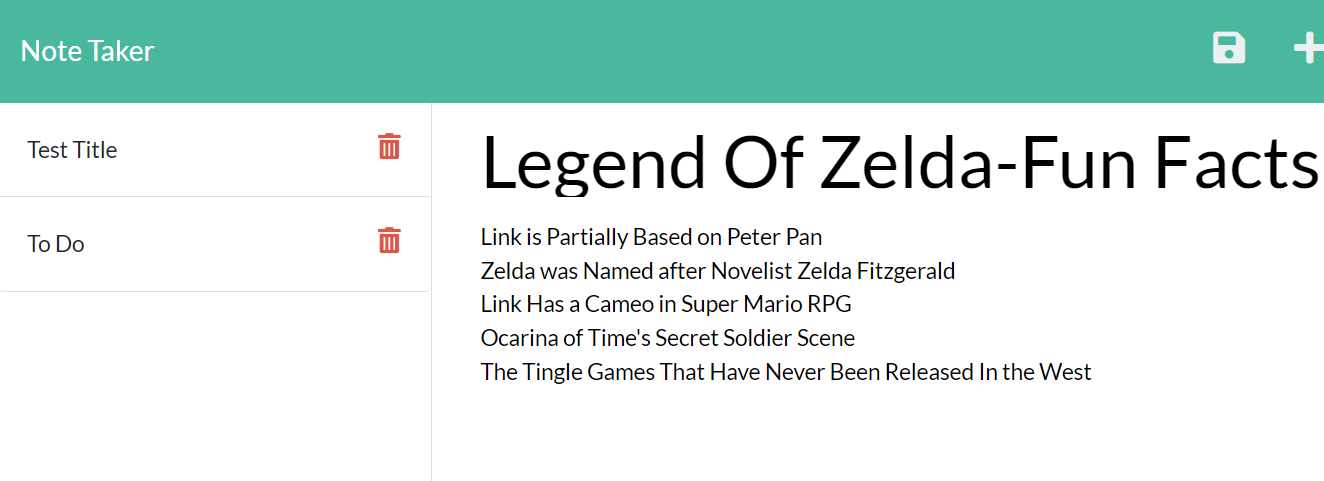 Note Taker
Test Title
To Do
Legend Of Zelda-Fun Facts
Link is Partially Based on Peter Pan
Zelda was Named after Novelist Zelda Fitzgerald
Link Has a Cameo in Super Mario RPG
Ocarina of Time's Secret Soldier Scene
The Tingle Games That Have Never Been Released In the West